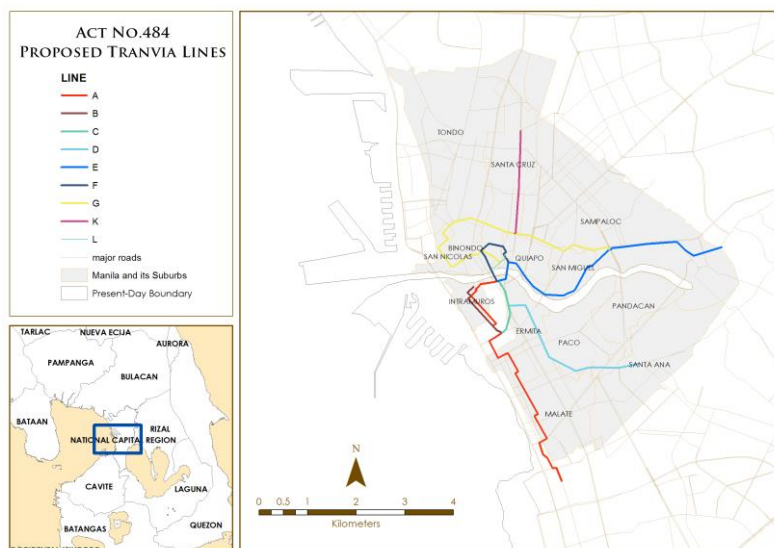 ACT NO.484
PROPOSED TRANVIA LINES
LINE
A
B
C
D
E
F
G
K
L
major roads
Manila and its Suburbs
Present-Day Boundary
TARLAC
NUEVA ECIJA
AURORA
PAMPANGA
BULACAN
BATAAN
RIZAL
NATIONAL CAPITAL REGION
CAVITE
LAGUNA
BATANGAS
QUEZON
TONDO
SANTA CRUZ
SAMPALOC
BINONDO
SAN NICOLAS
QUIAPO
SAN MIGUEL
INTRAMUROS
PANDACAN
ERMITA
PACO
SANTA ANA
MALATE
N
0 0.5 1 2 3 4
Kilometers